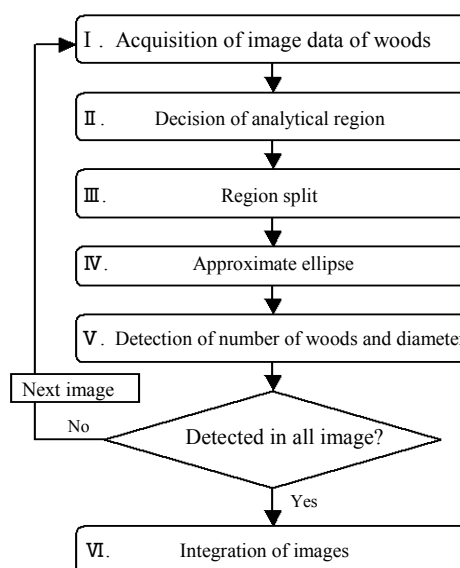 Ⅰ. Acquisition of image data of woods
Ⅱ. Decision of analytical region
Ⅲ. Region split
Ⅳ. Approximate ellipse
Ⅴ. Detection of number of woods and diameter
Next image
No
Detected in all image?
Yes
Ⅵ. Integration of images